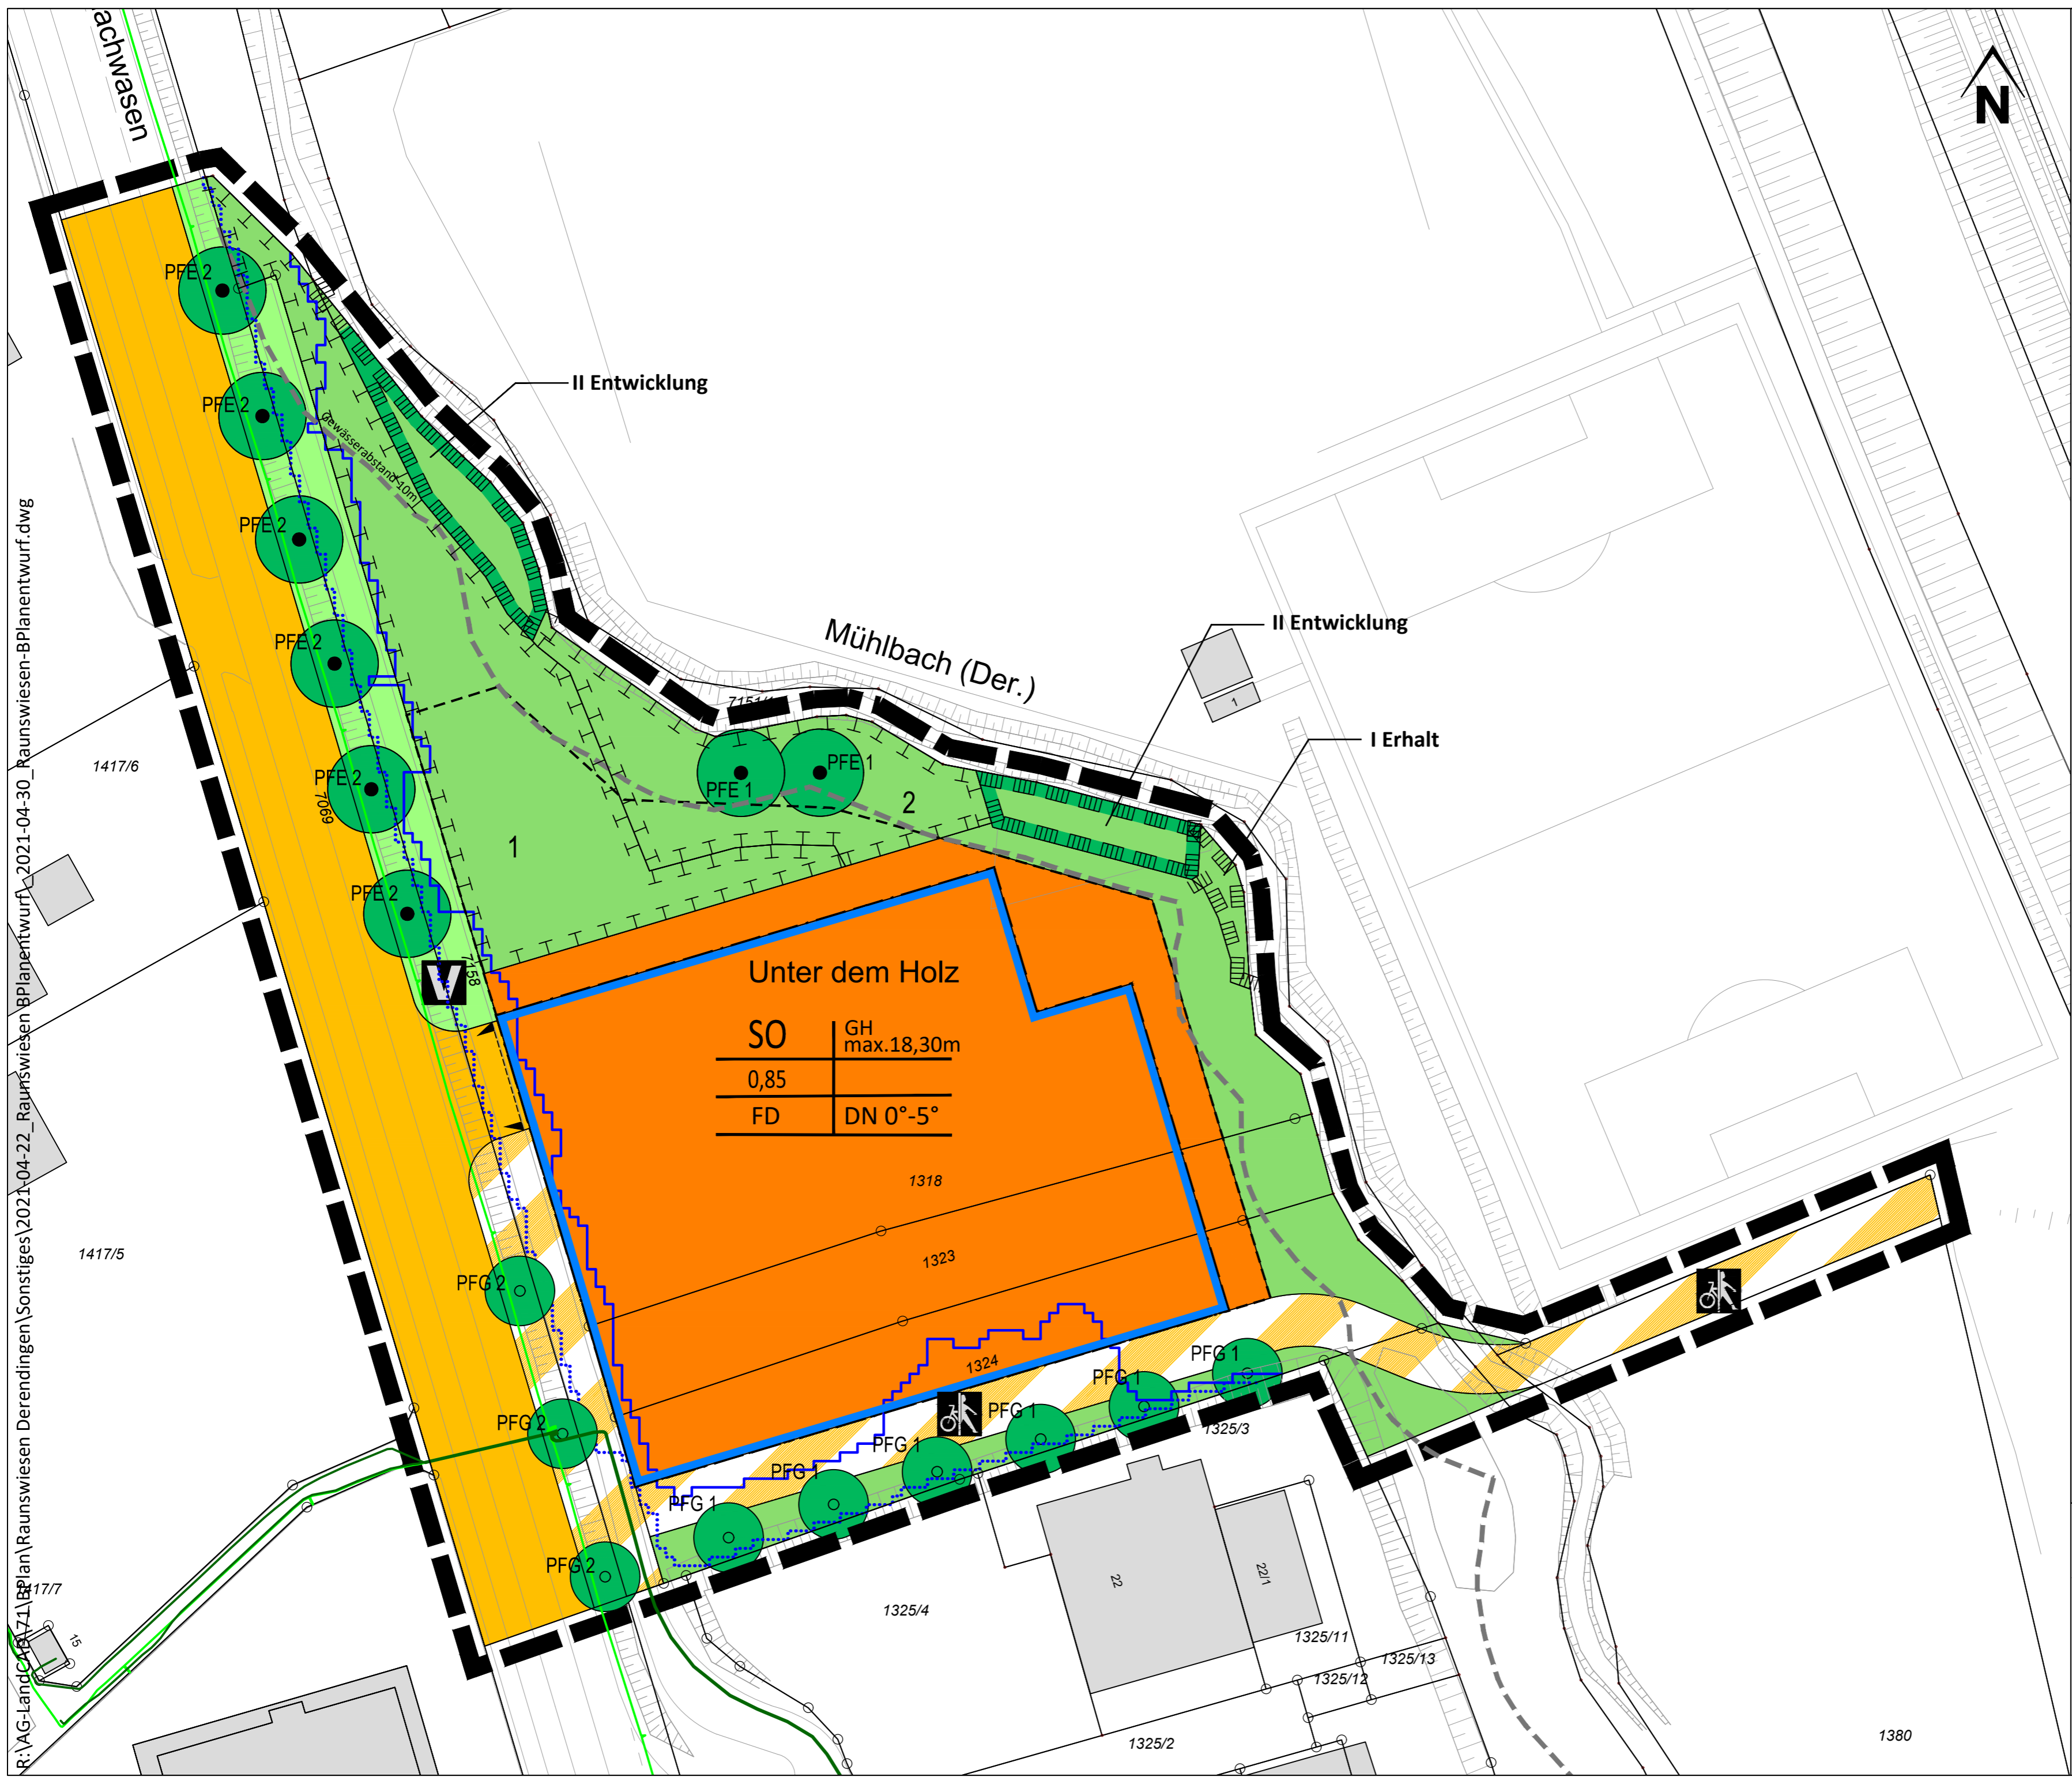 achwasen
N
PFE 2
II Entwicklung
PFE 2
Gewässerabstand 10m
PFE 2
II Entwicklung
Mühlbach (Der.)
PFE 2
1
I Erhalt
1417/6
PFE 2
7069
PFE 1
PFE 1
2
1
PFE 2
7158
V
Unter dem Holz
SO
GH
max.18,30m
0,85
FD
DN 0°-5°
1318
1417/5
1323
PFG 2
1324
PFG 1
PFG 1
PFG 1
PFG 2
1325/3
PFG 1
PFG 1
PFG 1
PFG 2
22
22/1
1417/7
15
1325/4
1325/11
1325/13
1325/12
1325/2
1380
R:\AG-LandCAD\71\BPlan\Raunswiesen Derendingen\Sonstiges\2021-04-22_Raunswiesen BPlanentwurf_2021-04-30_Raunswiesen-BPlanentwurf.dwg